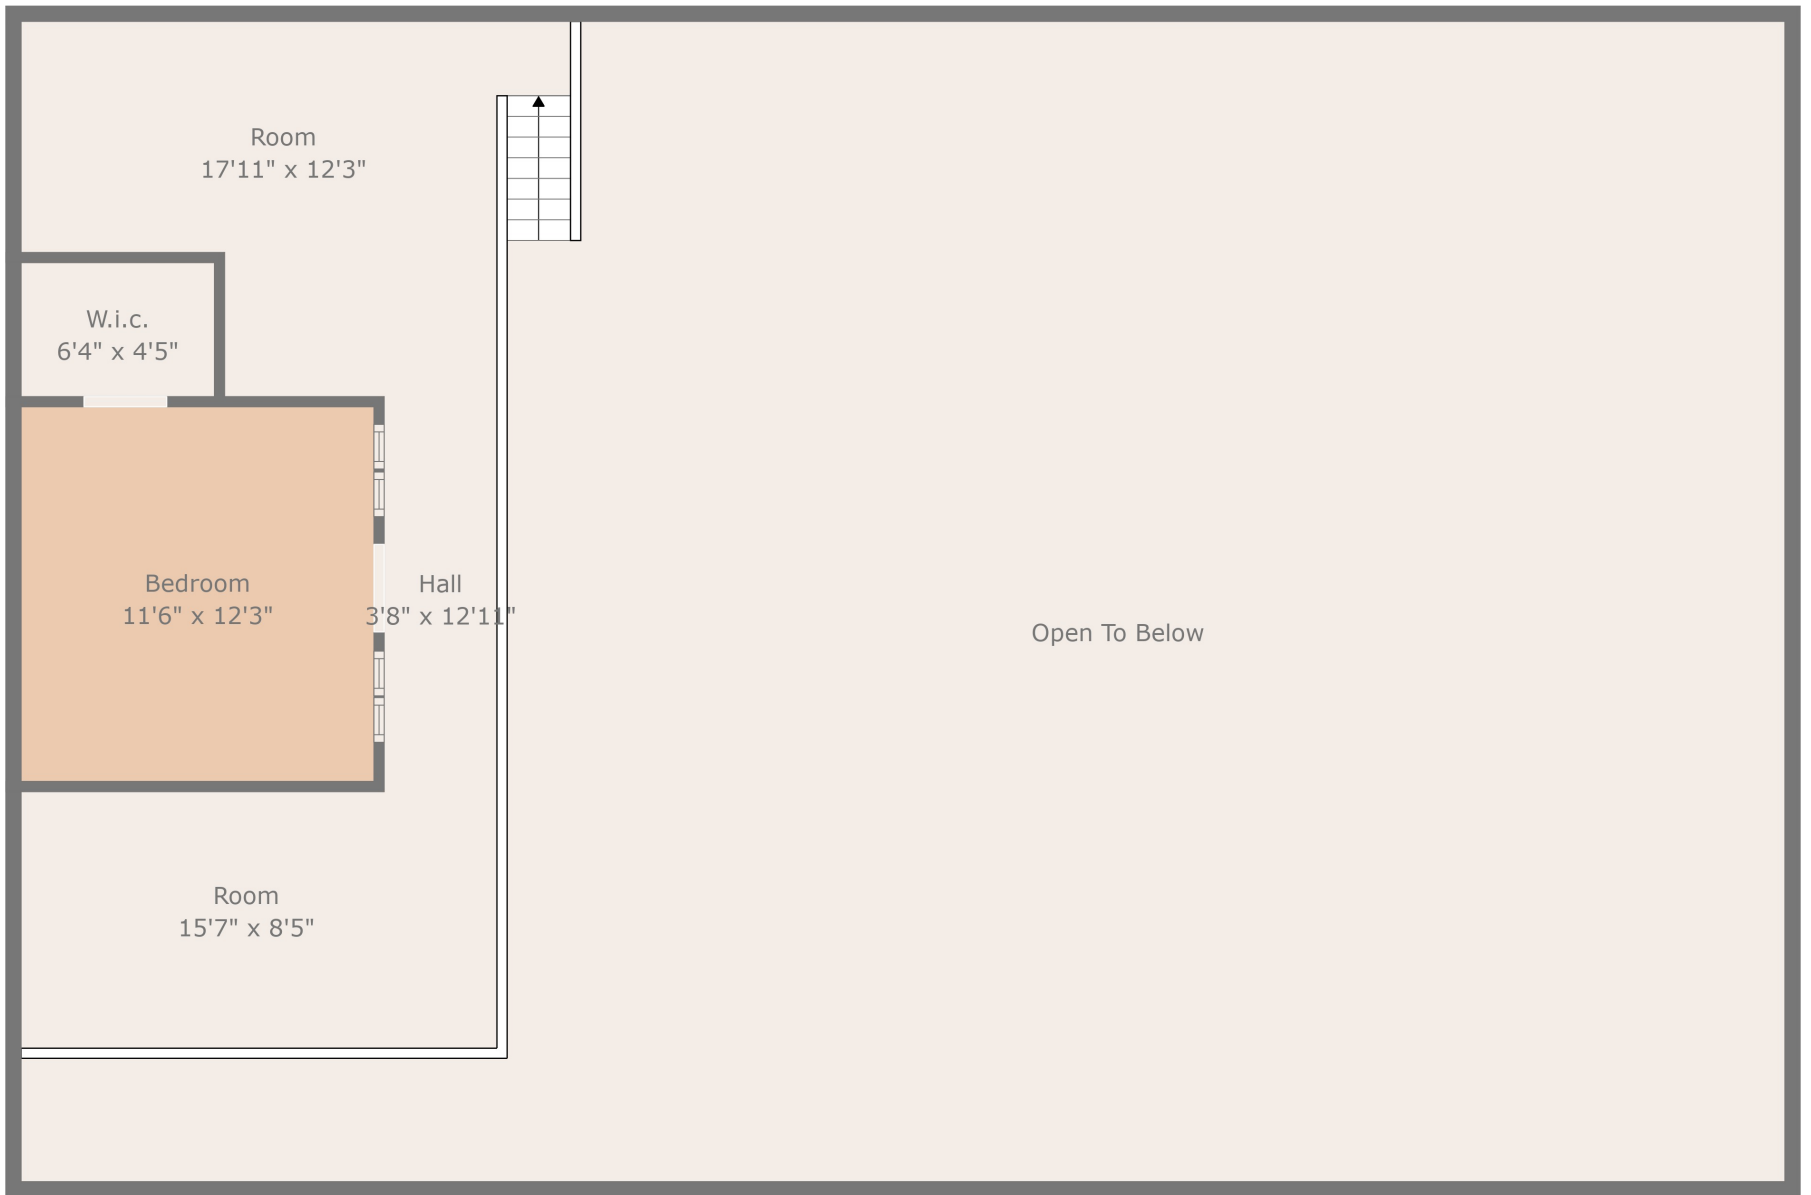 Room
17'11" x 12'3"
W.i.c.
6'4" x 4'5"
Bedroom
11'6" x 12'3"
Hall
3'8" x 12'11"
Open To Below
Room
15'7" x 8'5"